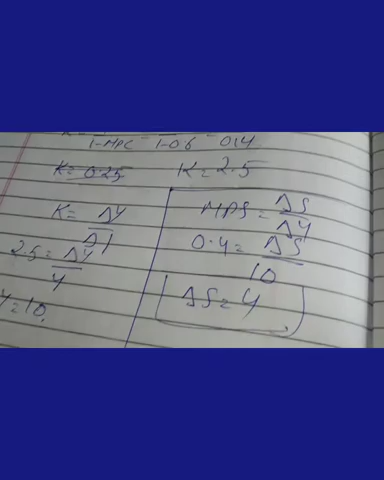 1-MPC 1-0.6 0.4
K=0.25 K=2.5
K= ΔY
ΔI
2.5= ΔY
4
Y=10.
MPS= ΔS
ΔY
0.4= ΔS
10
ΔS=4